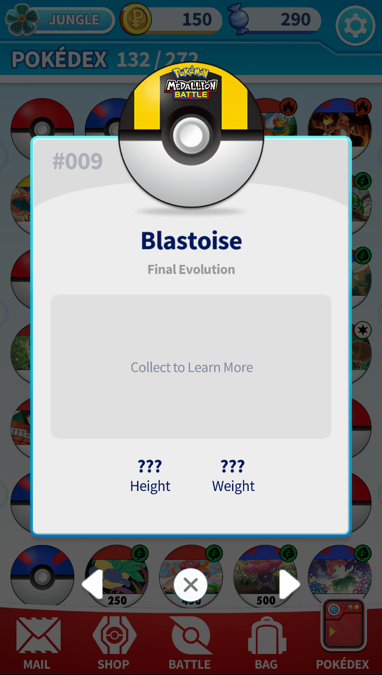 JUNGLE
150
290
POKÉDEX 132 / 272
Pokémon
MEDALLION
BATTLE
#009
Blastoise
Final Evolution
Collect to Learn More
??? ???
Height Weight
250
500
MAIL SHOP BATTLE BAG POKÉDEX